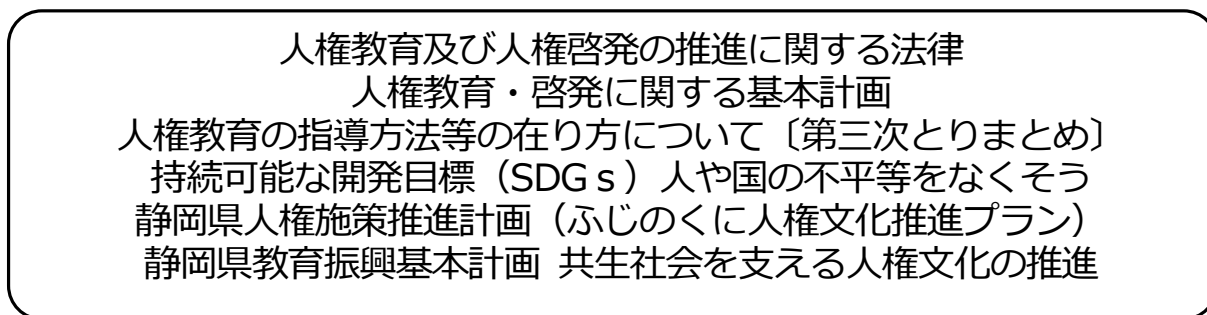 人権教育及び人権啓発の推進に関する法律
人権教育・啓発に関する基本計画
人権教育の指導方法等の在り方について〔第三次とりまとめ〕
持続可能な開発目標（SDGｓ）人や国の不平等をなくそう
静岡県人権施策推進計画（ふじのくに人権文化推進プラン）
静岡県教育振興基本計画 共生社会を支える人権文化の推進